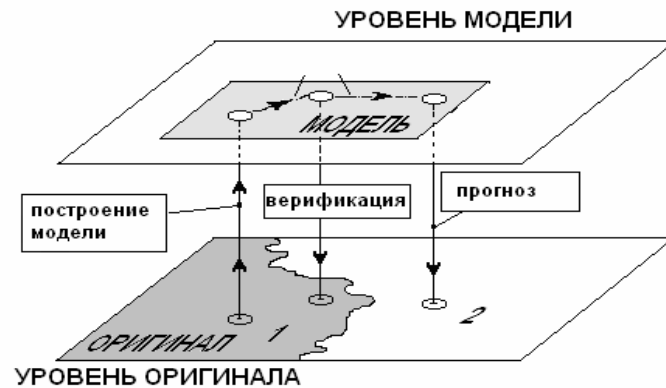 УРОВЕНЬ МОДЕЛИ
МОДЕЛЬ
построение
модели
верификация
прогноз
ОРИГИНАЛ 1
2
УРОВЕНЬ ОРИГИНАЛА